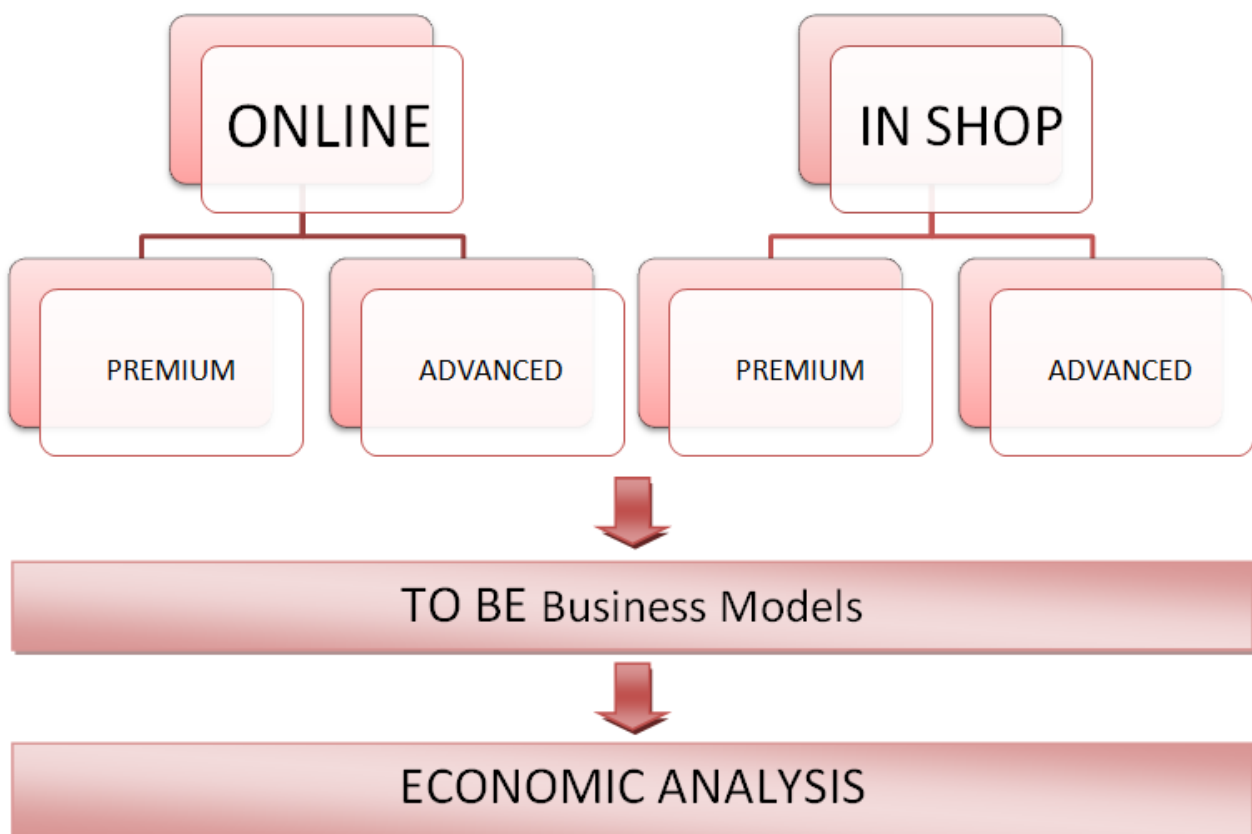 ONLINE
IN SHOP
PREMIUM
ADVANCED
PREMIUM
ADVANCED
TO BE Business Models
ECONOMIC ANALYSIS